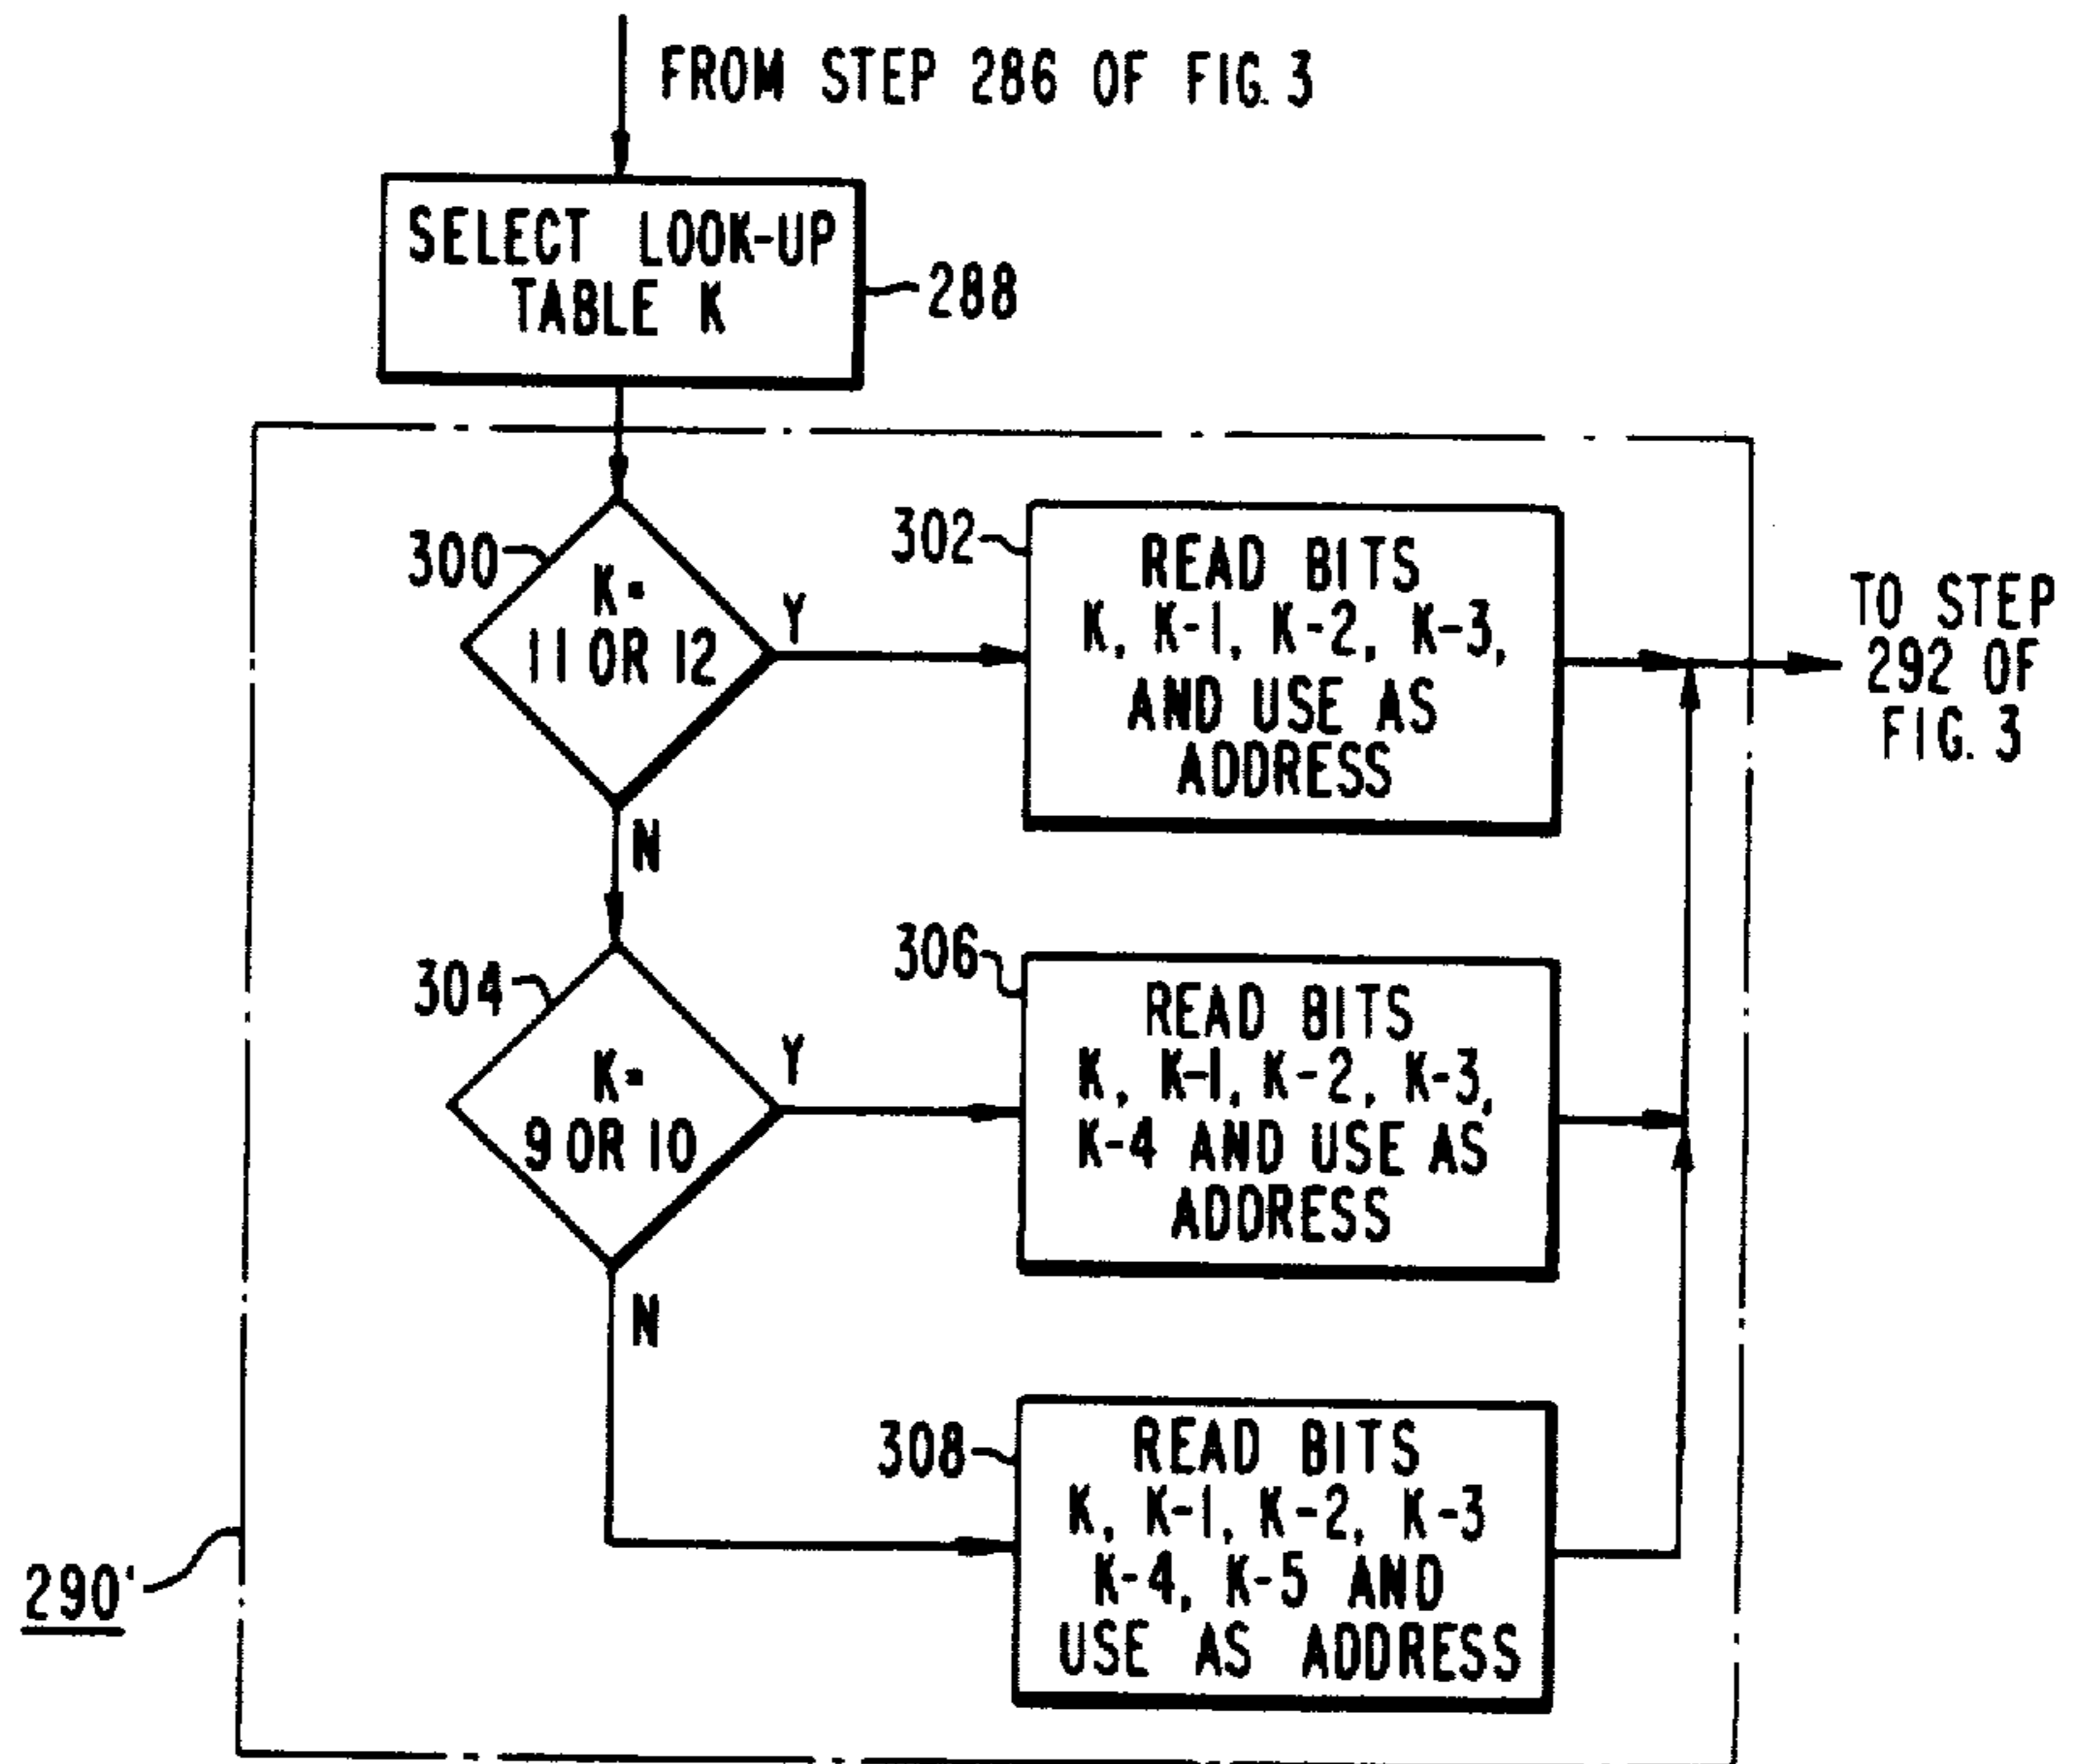 FROM STEP 286 OF FIG. 3
SELECT LOOK-UP
TABLE K
288
300
K=
11 OR 12
Y
N
302
READ BITS
K, K-1, K-2, K-3,
AND USE AS
ADDRESS
TO STEP
292 OF
FIG. 3
304
K=
9 OR 10
Y
N
306
READ BITS
K, K-1, K-2, K-3,
K-4 AND USE AS
ADDRESS
308
READ BITS
K, K-1, K-2, K-3
K-4, K-5 AND
USE AS ADDRESS
290'